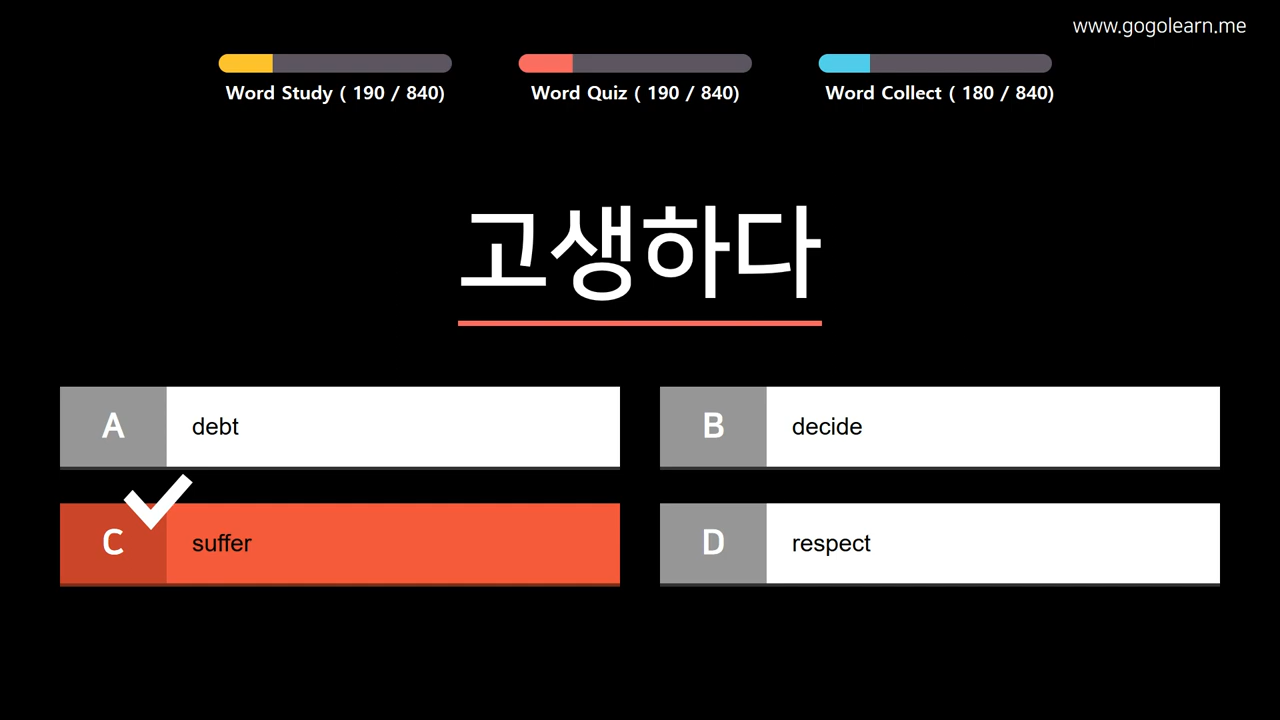 www.gogolearn.me
Word Study ( 190 / 840)
Word Quiz ( 190 / 840)
Word Collect ( 180 / 840)
고생하다
A debt
B decide
C suffer
D respect